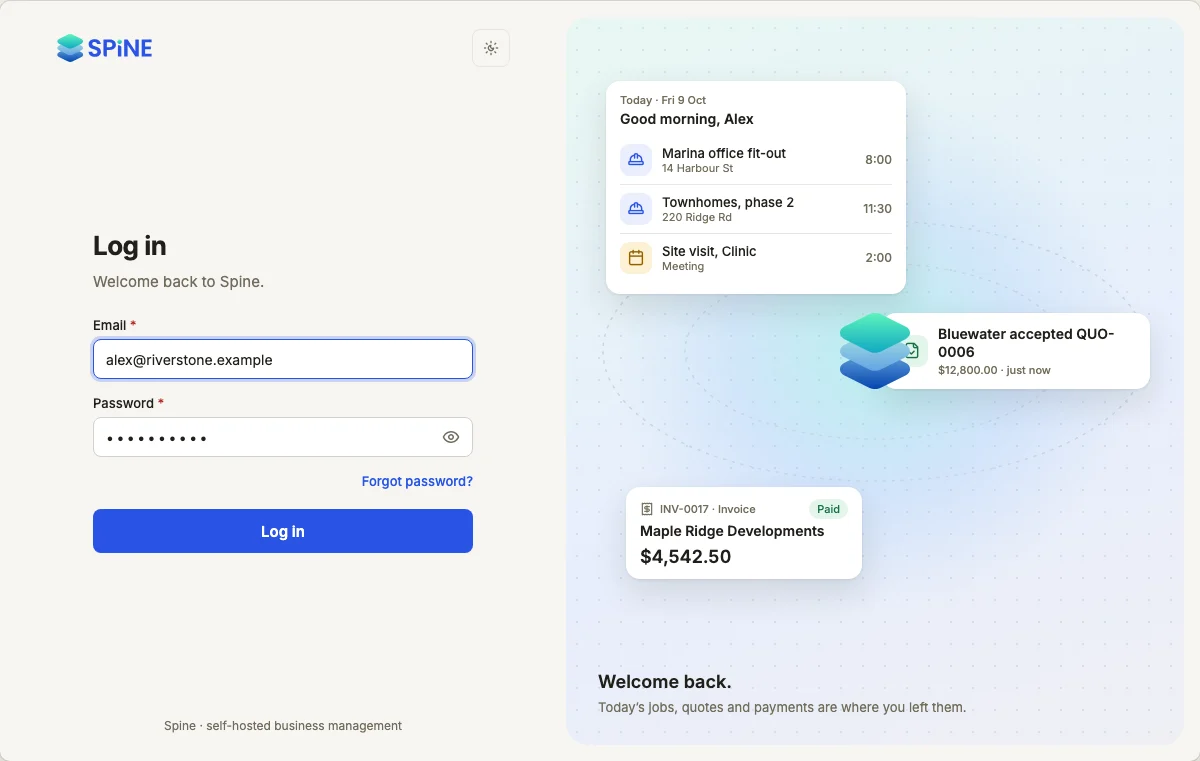 SPiNE
Log in
Welcome back to Spine.
Email *
alex@riverstone.example
Password *
Forgot password?
Log in
Spine · self-hosted business management
Today · Fri 9 Oct
Good morning, Alex
Marina office fit-out
14 Harbour St
8:00
Townhomes, phase 2
220 Ridge Rd
11:30
Site visit, Clinic
Meeting
2:00
Bluewater accepted QUO-
0006
$12,800.00 · just now
INV-0017 · Invoice
Paid
Maple Ridge Developments
$4,542.50
Welcome back.
Today's jobs, quotes and payments are where you left them.